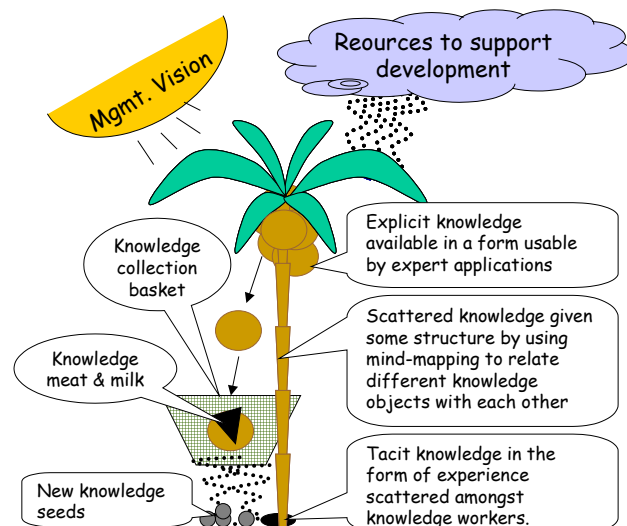 Mgmt. Vision
Reources to support
development
Knowledge
collection
basket
Explicit knowledge
available in a form usable
by expert applications
Scattered knowledge given
some structure by using
mind-mapping to relate
different knowledge
objects with each other
Knowledge
meat & milk
Tacit knowledge in the
form of experience
scattered amongst
knowledge workers.
New knowledge
seeds